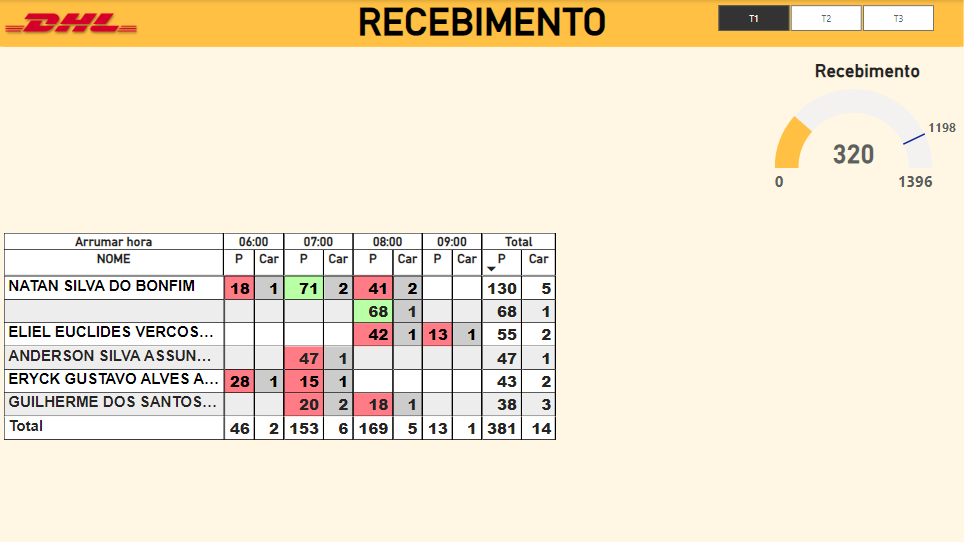 DHL
RECEBIMENTO
T1 T2 T3
Recebimento
1198
320
0 1396
Arrumar hora 06:00 07:00 08:00 09:00 Total
NOME P Car P Car P Car P Car P Car
NATAN SILVA DO BONFIM 18 1 71 2 41 2 130 5
68 1 68 1
ELIEL EUCLIDES VERCOS... 42 1 13 1 55 2
ANDERSON SILVA ASSUN... 47 1 47 1
ERYCK GUSTAVO ALVES A... 28 1 15 1 43 2
GUILHERME DOS SANTOS... 20 2 18 1 38 3
Total 46 2 153 6 169 5 13 1 381 14